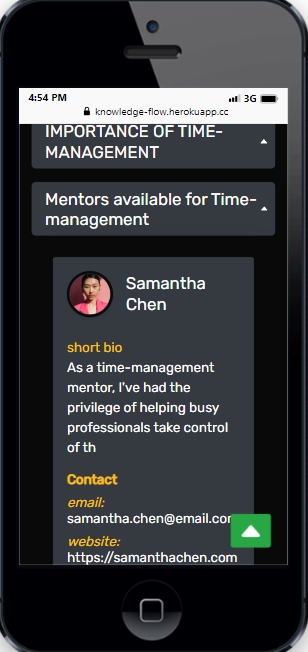 4:54 PM 3G
knowledge-flow.herokuapp.cc
IMPORTANCE OF TIME-
MANAGEMENT
Mentors available for Time-
management
Samantha
Chen
short bio
As a time-management
mentor, I've had the
privilege of helping busy
professionals take control
of th
Contact
email:
samantha.chen@email.com
website:
https://samanthachen.com